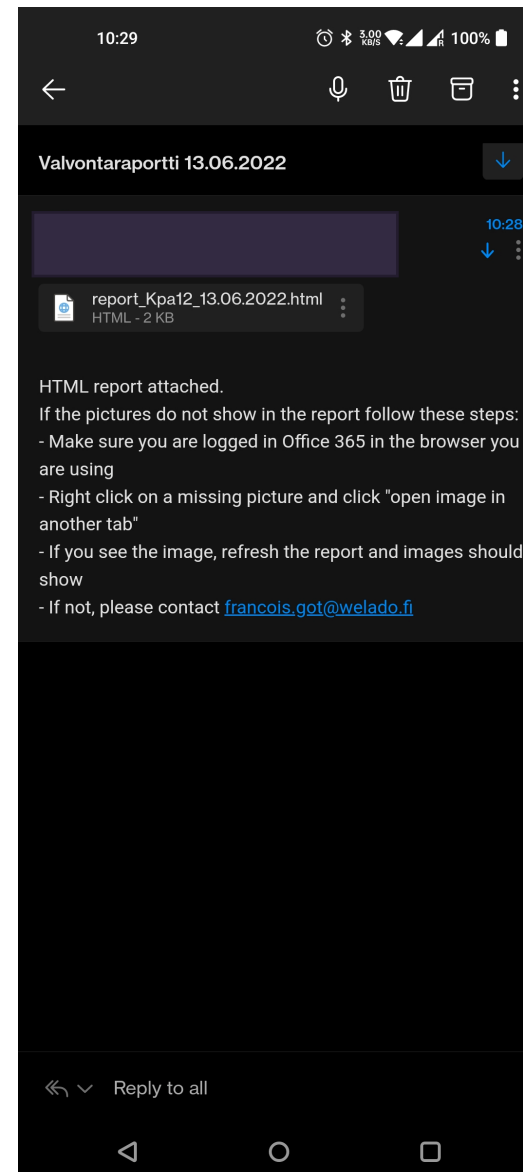 10:29 3.00 KB/S R 100%
Valvontaraportti 13.06.2022
10:28
report_Kpa12_13.06.2022.html
HTML - 2 KB
HTML report attached.
If the pictures do not show in the report follow these steps:
- Make sure you are logged in Office 365 in the browser you
are using
- Right click on a missing picture and click "open image in
another tab"
- If you see the image, refresh the report and images should
show
- If not, please contact francois.got@welado.fi
Reply to all